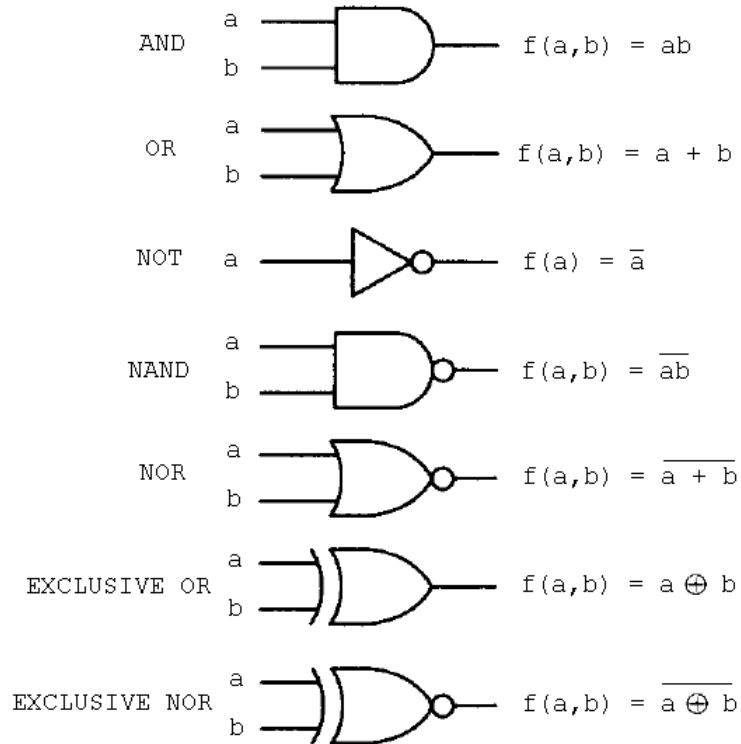 a
AND f(a,b) = ab
b
a
OR f(a,b) = a + b
b
NOT a f(a) = a̅
a
NAND f(a,b) = a̅b̅
b
a
NOR f(a,b) = a̅ ̅+̅ ̅b̅
b
a
EXCLUSIVE OR f(a,b) = a ⊕ b
b
a
EXCLUSIVE NOR f(a,b) = a̅ ̅⊕̅ ̅b̅
b